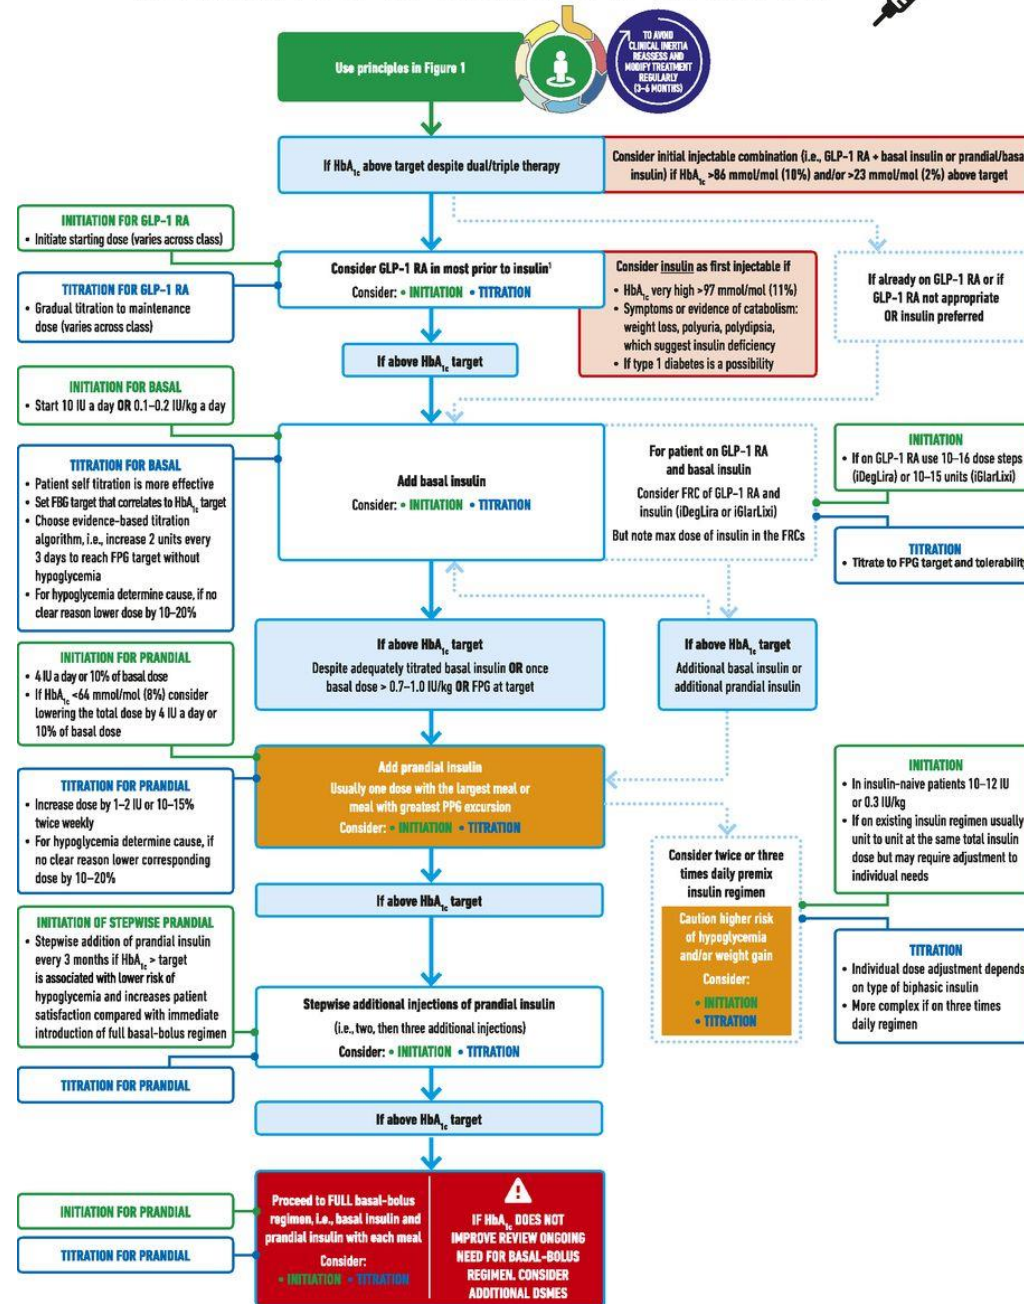 Use principles in Figure 1
TO AVOID
CLINICAL INERTIA
REASSESS AND
MODIFY TREATMENT
REGULARLY
(3–6 MONTHS)
If HbA1c above target despite dual/triple therapy
Consider initial injectable combination (i.e., GLP-1 RA + basal insulin or prandial/basal
insulin) if HbA1c >86 mmol/mol (10%) and/or >23 mmol/mol (2%) above target
INITIATION FOR GLP-1 RA
• Initiate starting dose (varies across class)
TITRATION FOR GLP-1 RA
• Gradual titration to maintenance
dose (varies across class)
Consider GLP-1 RA in most prior to insulin¹
Consider: • INITIATION • TITRATION
Consider insulin as first injectable if
• HbA1c very high >97 mmol/mol (11%)
• Symptoms or evidence of catabolism:
weight loss, polyuria, polydipsia,
which suggest insulin deficiency
• If type 1 diabetes is a possibility
If already on GLP-1 RA or if
GLP-1 RA not appropriate
OR insulin preferred
If above HbA1c target
INITIATION FOR BASAL
• Start 10 IU a day OR 0.1–0.2 IU/kg a day
TITRATION FOR BASAL
• Patient self titration is more effective
• Set FBG target that correlates to HbA1c target
• Choose evidence-based titration
algorithm, i.e., increase 2 units every
3 days to reach FPG target without
hypoglycemia
• For hypoglycemia determine cause, if no
clear reason lower dose by 10–20%
Add basal insulin
Consider: • INITIATION • TITRATION
For patient on GLP-1 RA
and basal insulin
Consider FRC of GLP-1 RA and
insulin (iDegLira or iGlarLixi)
But note max dose of insulin in the FRCs
INITIATION
• If on GLP-1 RA use 10–16 dose steps
(iDegLira) or 10–15 units (iGlarLixi)
TITRATION
• Titrate to FPG target and tolerability
If above HbA1c target
Despite adequately titrated basal insulin OR once
basal dose > 0.7–1.0 IU/kg OR FPG at target
If above HbA1c target
Additional basal insulin or
additional prandial insulin
INITIATION FOR PRANDIAL
• 4 IU a day or 10% of basal dose
• If HbA1c <64 mmol/mol (8%) consider
lowering the total dose by 4 IU a day or
10% of basal dose
TITRATION FOR PRANDIAL
• Increase dose by 1–2 IU or 10–15%
twice weekly
• For hypoglycemia determine cause, if
no clear reason lower corresponding
dose by 10–20%
Add prandial insulin
Usually one dose with the largest meal or
meal with greatest PPG excursion
Consider: • INITIATION • TITRATION
Consider twice or three
times daily premix
insulin regimen
Caution higher risk
of hypoglycemia
and/or weight gain
Consider:
• INITIATION
• TITRATION
INITIATION
• In insulin-naive patients 10–12 IU
or 0.3 IU/kg
• If on existing insulin regimen usually
unit to unit at the same total insulin
dose but may require adjustment to
individual needs
TITRATION
• Individual dose adjustment depends
on type of biphasic insulin
• More complex if on three times
daily regimen
If above HbA1c target
INITIATION OF STEPWISE PRANDIAL
• Stepwise addition of prandial insulin
every 3 months if HbA1c > target
is associated with lower risk of
hypoglycemia and increases patient
satisfaction compared with immediate
introduction of full basal-bolus regimen
TITRATION FOR PRANDIAL
Stepwise additional injections of prandial insulin
(i.e., two, then three additional injections)
Consider: • INITIATION • TITRATION
If above HbA1c target
INITIATION FOR PRANDIAL
TITRATION FOR PRANDIAL
Proceed to FULL basal-bolus
regimen, i.e., basal insulin and
prandial insulin with each meal
Consider:
• INITIATION • TITRATION
IF HbA1c DOES NOT
IMPROVE REVIEW ONGOING
NEED FOR BASAL-BOLUS
REGIMEN. CONSIDER
ADDITIONAL DSMES